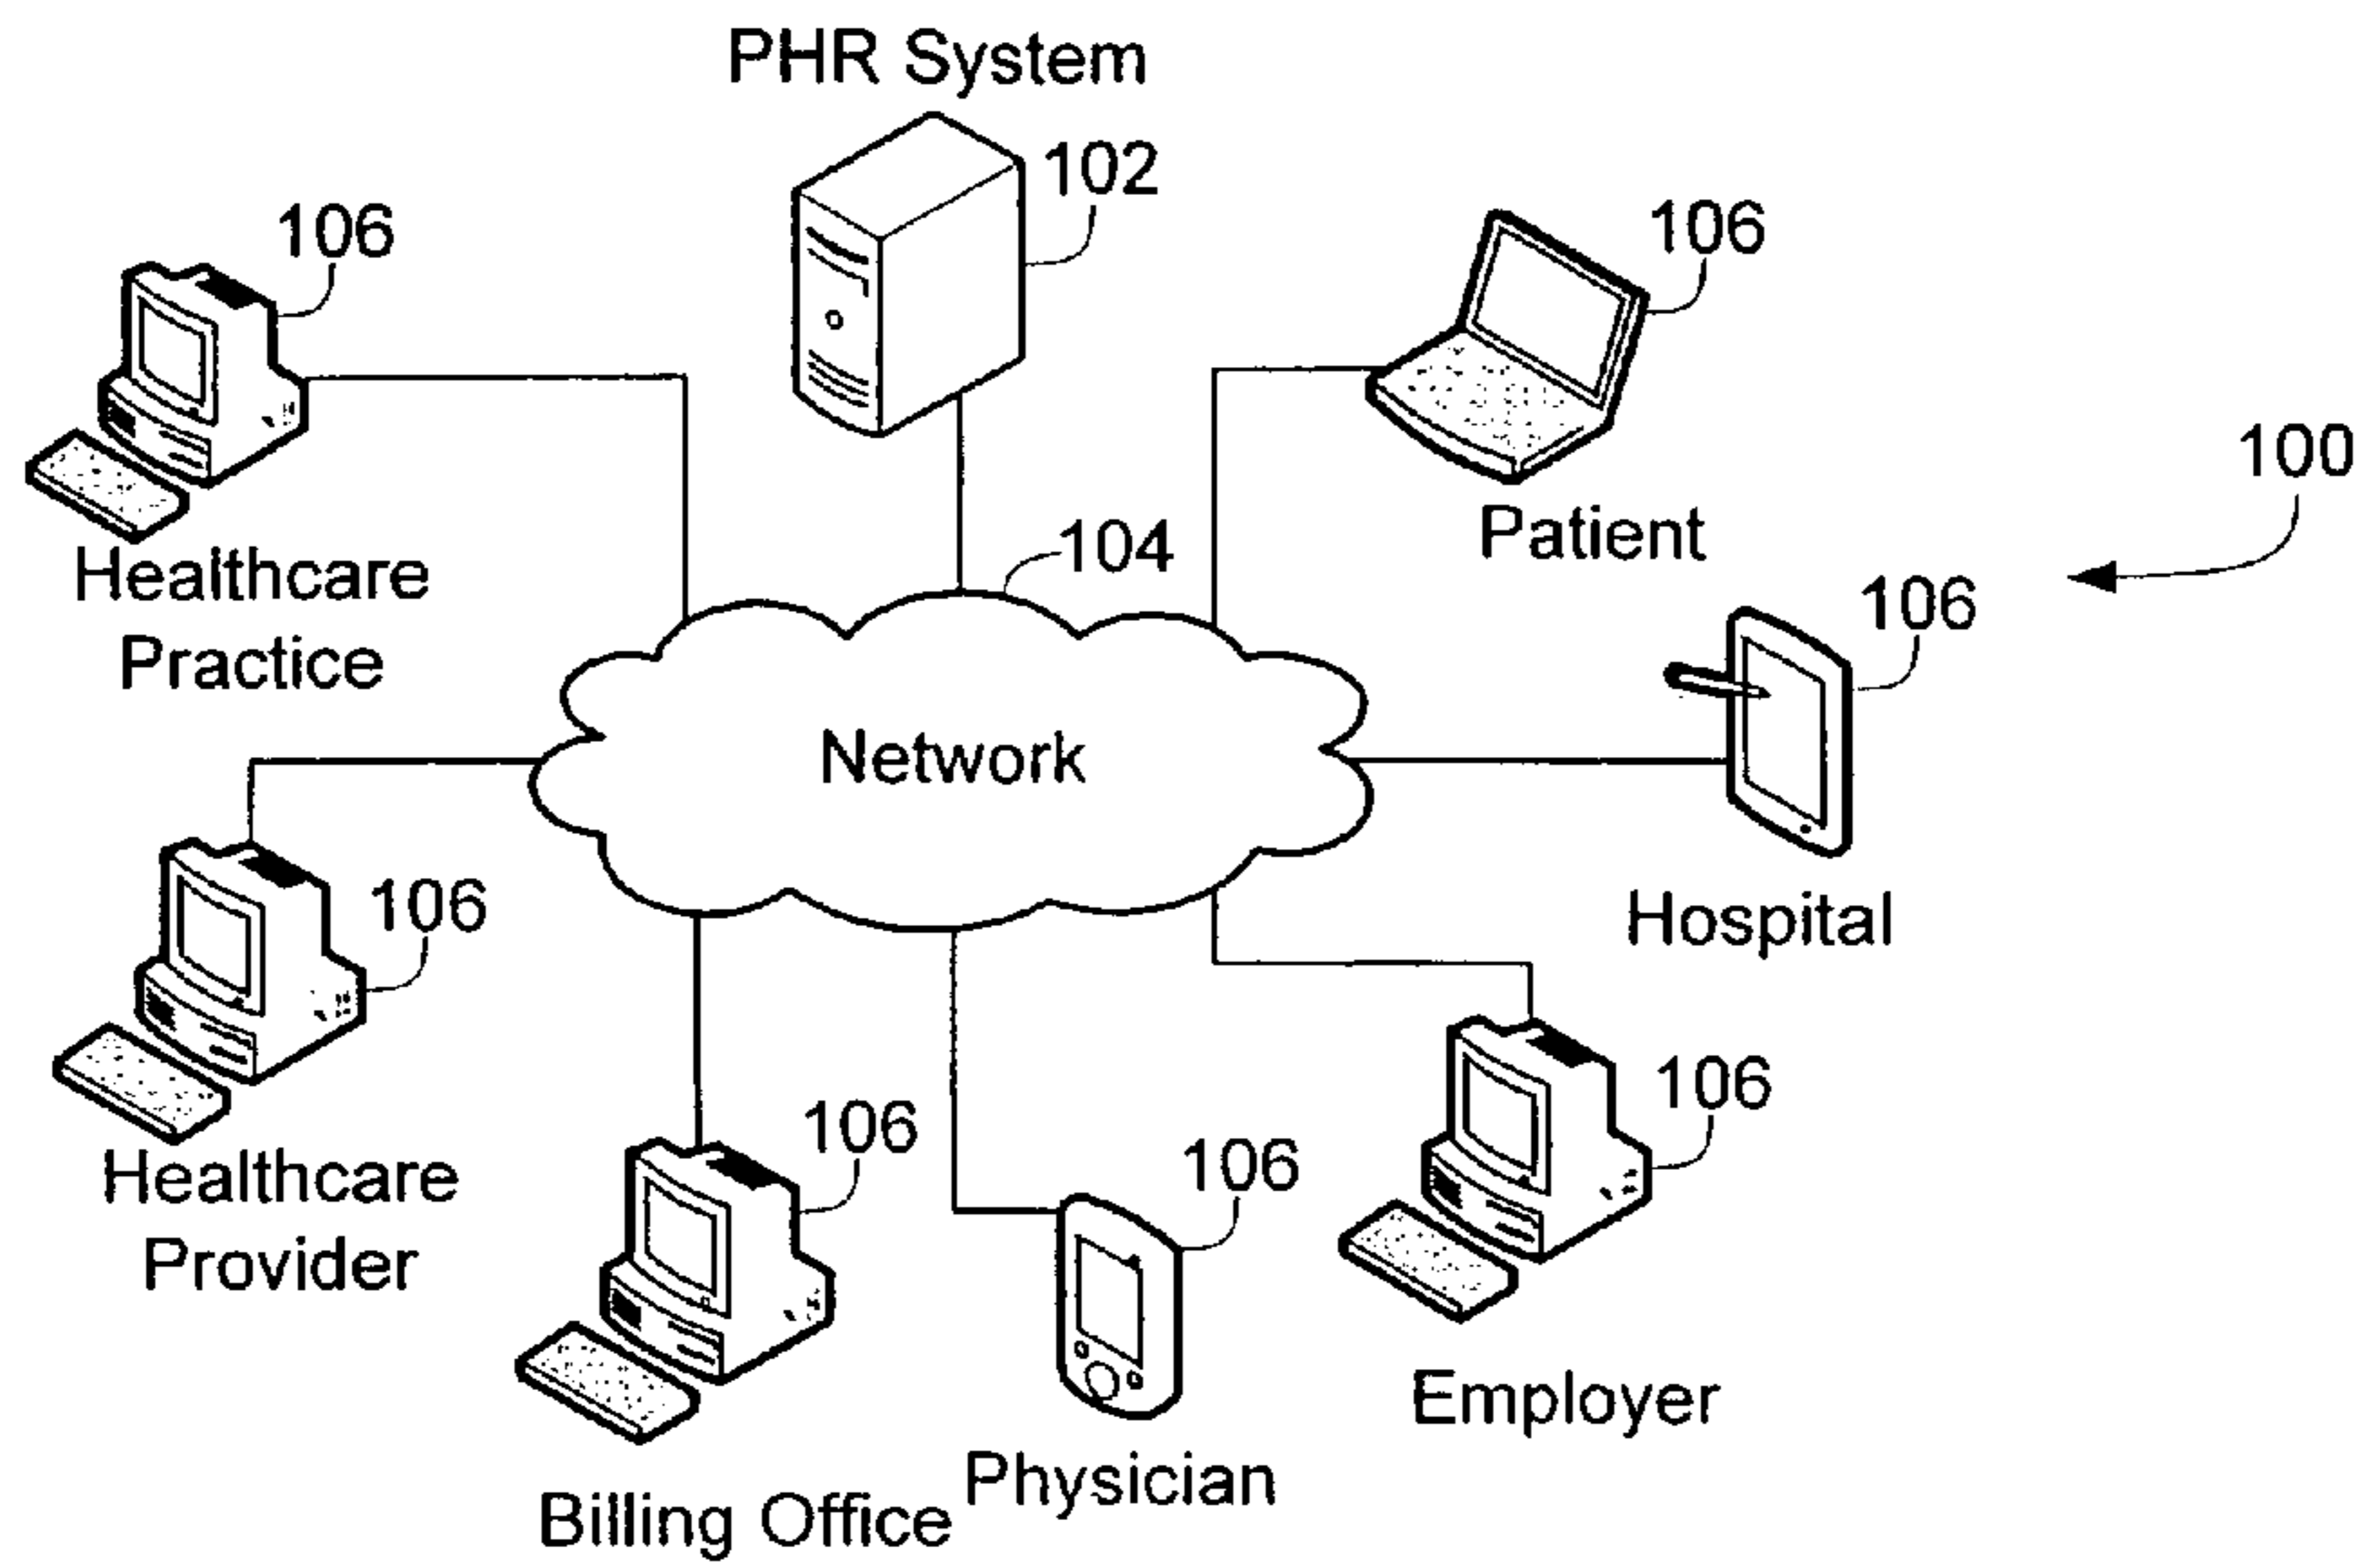 PHR System
102
106
106
100
Patient
104
Healthcare
Practice
106
Network
106
Hospital
106
106
106
Healthcare
Provider
Employer
Physician
Billing Office